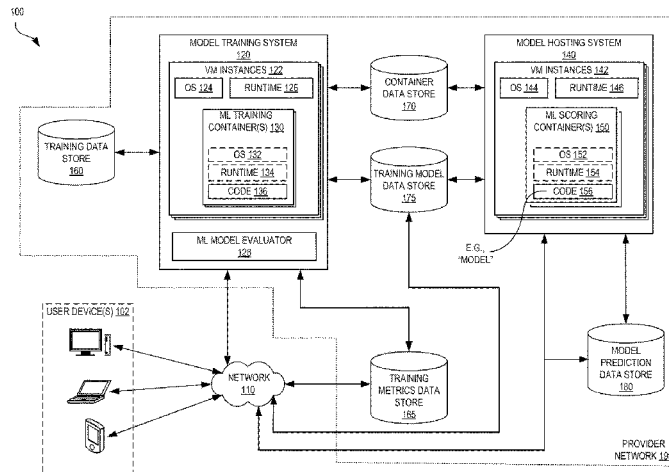 100
MODEL TRAINING SYSTEM
120
VM INSTANCES 122
OS 124
RUNTIME 126
ML TRAINING
CONTAINER(S) 130
OS 132
RUNTIME 134
CODE 136
ML MODEL EVALUATOR
128
TRAINING DATA
STORE 160
CONTAINER
DATA STORE
170
TRAINING MODEL
DATA STORE
175
MODEL HOSTING SYSTEM
140
VM INSTANCES 142
OS 144
RUNTIME 146
ML SCORING
CONTAINER(S) 150
OS 152
RUNTIME 154
CODE 156
E.G.,
"MODEL"
USER DEVICE(S) 102
NETWORK
110
TRAINING
METRICS DATA
STORE
165
MODEL
PREDICTION
DATA STORE
180
PROVIDER
NETWORK